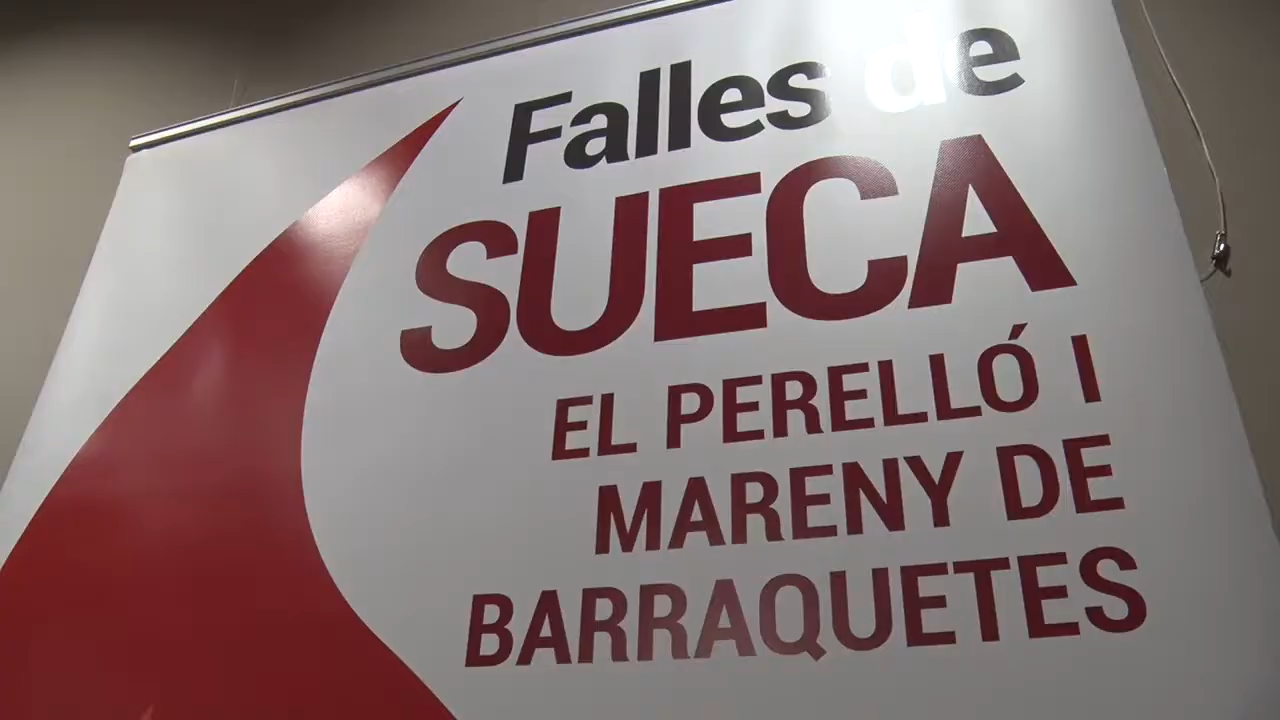 Falles de
SUECA
EL PERELLÓ I
MARENY DE
BARRAQUETES